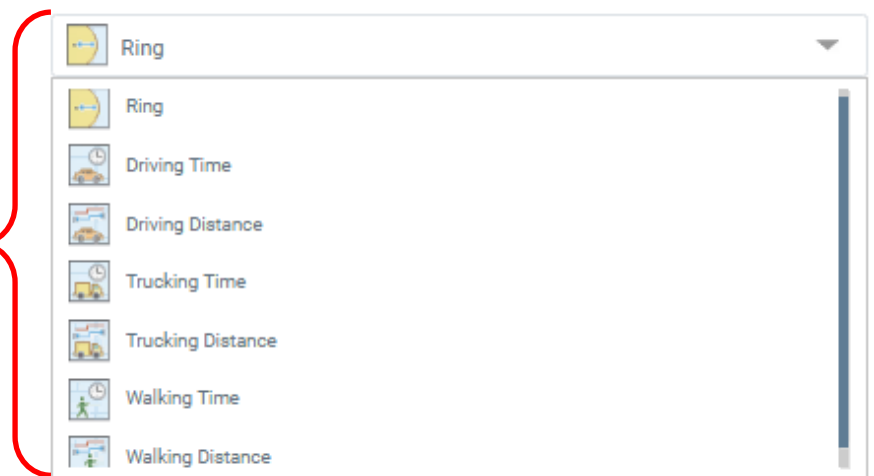 Ring
Ring
Driving Time
Driving Distance
Trucking Time
Trucking Distance
Walking Time
Walking Distance